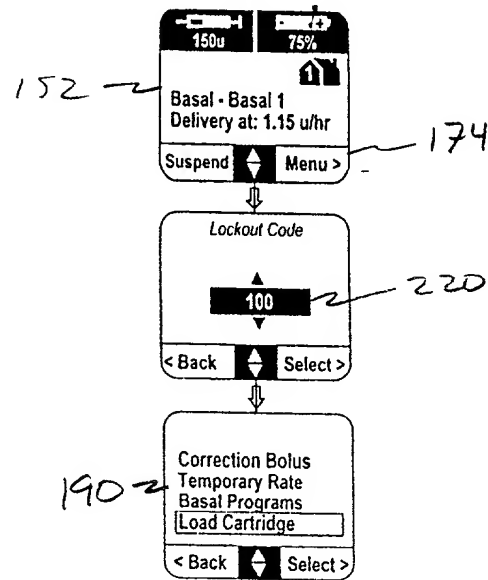 150u 75%
1
152
Basal - Basal 1
Delivery at: 1.15 u/hr
174
Suspend Menu >
Lockout Code
100
220
< Back Select >
Correction Bolus
190
Temporary Rate
Basal Programs
Load Cartridge
< Back Select >